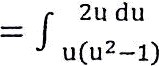 = ∫ 2u du
u(u²−1)